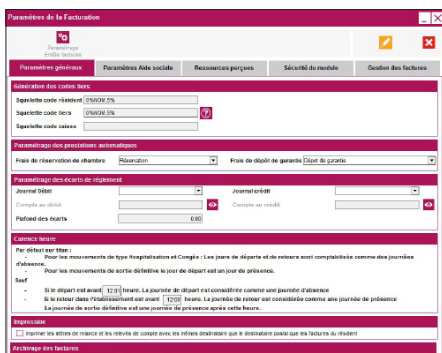 Paramètres de la Facturation
Paramétrage
Entête factures
Paramètres généraux Paramètres Aide sociale Ressources perçues Sécurité du module Gestion des factures
Génération des codes tiers
Squelette code résident 0%NOM,5%
Squelette code tiers 0%NOM,5%
Squelette code caisse
Paramétrage des prestations automatiques
Frais de réservation de chambre Réservation Frais de dépôt de garantie Dépot de garantie
Paramétrage des écarts de règlement
Journal Débit Journal crédit
Compte au débit Compte au crédit
Plafond des écarts 0.00
Carence heure
Par défaut sur titan :
- Pour les mouvements de type Hospitalisation et Congés : Les jours de départs et de retours sont comptabilisés comme des journées
d'absence.
- Pour les mouvements de sortie définitive le jour de départ est un jour de présence.
Sauf
- Si le départ est avant 12:01 heure. La journée de départ est considérée comme une journée d'absence
- Si le retour dans l'établissement est avant 12:00 heure. La journée de retour est considérée comme une journée de présence
La journée de sortie définitive est une journée de présence après cette heure.
Impression
Imprimer les lettres de relance et les relevés de compte avec les mêmes destinataire que le destinataire postal que les factures du résident
Archivage des factures